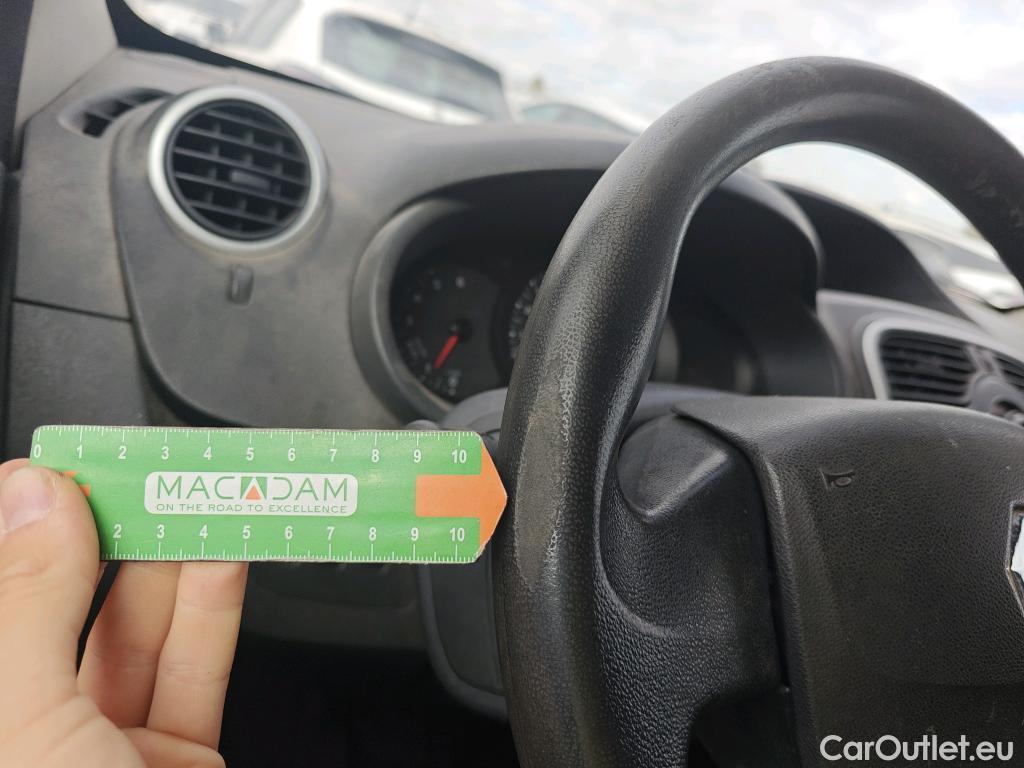 0 1 2 3 4 5 6 7 8 9 10
MACADAM
ON THE ROAD TO EXCELLENCE
2 3 4 5 6 7 8 9 10
CarOutlet.eu